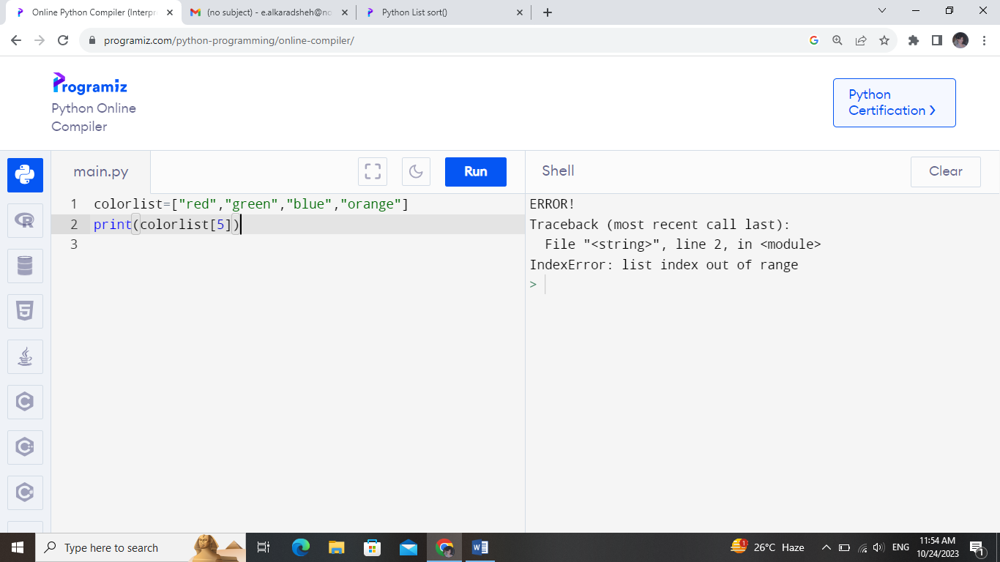 Online Python Compiler (Interpr
(no subject) - e.alkaradsheh@no
Python List sort()
programiz.com/python-programming/online-compiler/
Programiz
Python Online
Compiler
Python
Certification
main.py
Run
Shell
Clear
1 colorlist=["red","green","blue","orange"]
2 print(colorlist[5])
3
ERROR!
Traceback (most recent call last):
File "<string>", line 2, in <module>
IndexError: list index out of range
>
Type here to search
1
26°C Haze
ENG
11:54 AM
10/24/2023
1